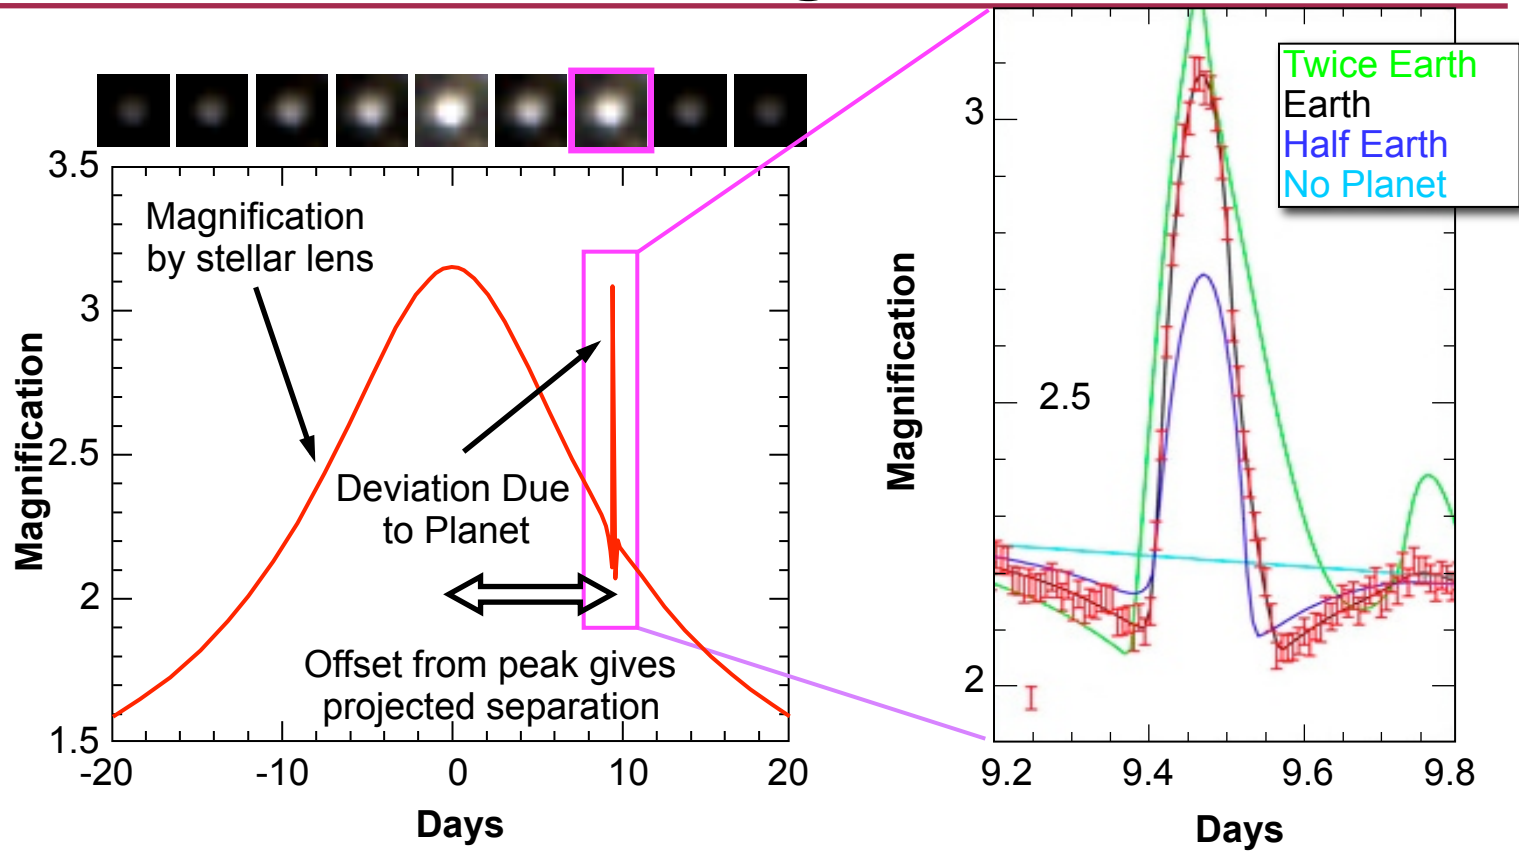 3.5
Magnification
by stellar lens
3
Magnification
2.5
Deviation Due
to Planet
2
Offset from peak gives
projected separation
1.5
-20
-10
0
10
20
Days
Twice Earth
Earth
Half Earth
No Planet
3
Magnification
2.5
2
9.2
9.4
9.6
9.8
Days